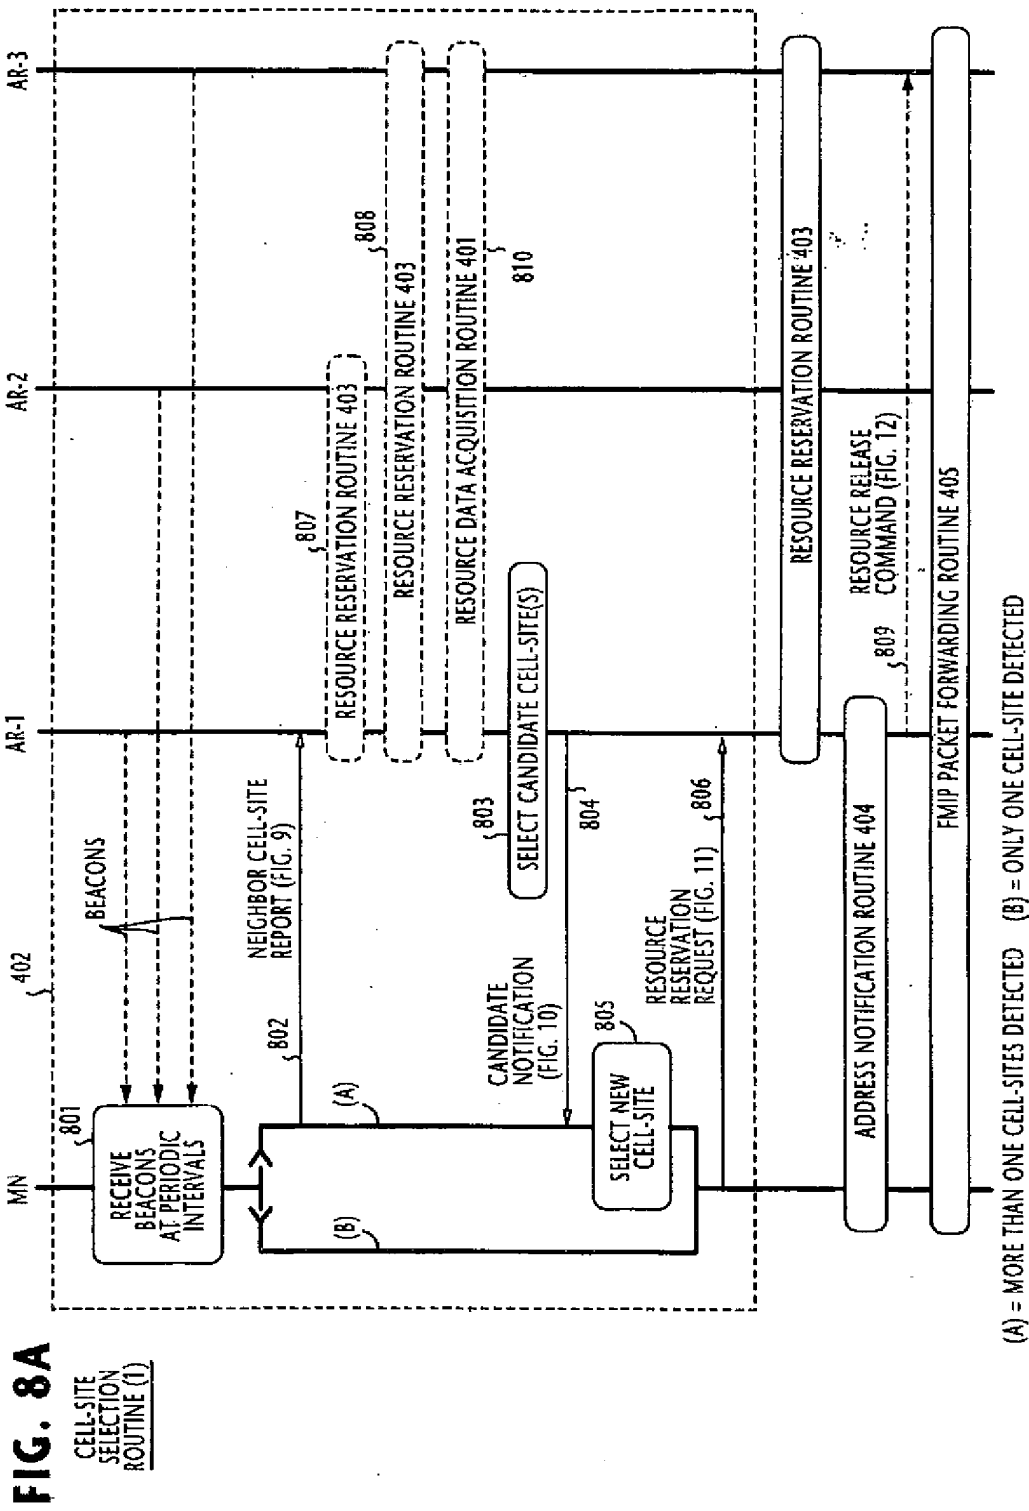 FIG. 8A
CELL-SITE
SELECTION
ROUTINE (1)
MN
AR-1
AR-2
AR-3
402
801
RECEIVE
BEACONS
AT PERIODIC
INTERVALS
BEACONS
(B)
(A)
802
NEIGHBOR CELL-SITE
REPORT (FIG. 9)
807
RESOURCE RESERVATION ROUTINE 403
808
RESOURCE RESERVATION ROUTINE 403
RESOURCE DATA ACQUISITION ROUTINE 401
810
803
SELECT CANDIDATE CELL-SITE(S)
CANDIDATE
NOTIFICATION
(FIG. 10)
804
805
SELECT NEW
CELL-SITE
RESOURCE
RESERVATION
REQUEST (FIG. 11)
806
RESOURCE RESERVATION ROUTINE 403
ADDRESS NOTIFICATION ROUTINE 404
809
RESOURCE RELEASE
COMMAND (FIG. 12)
FMIP PACKET FORWARDING ROUTINE 405
(A) = MORE THAN ONE CELL-SITES DETECTED (B) = ONLY ONE CELL-SITE DETECTED